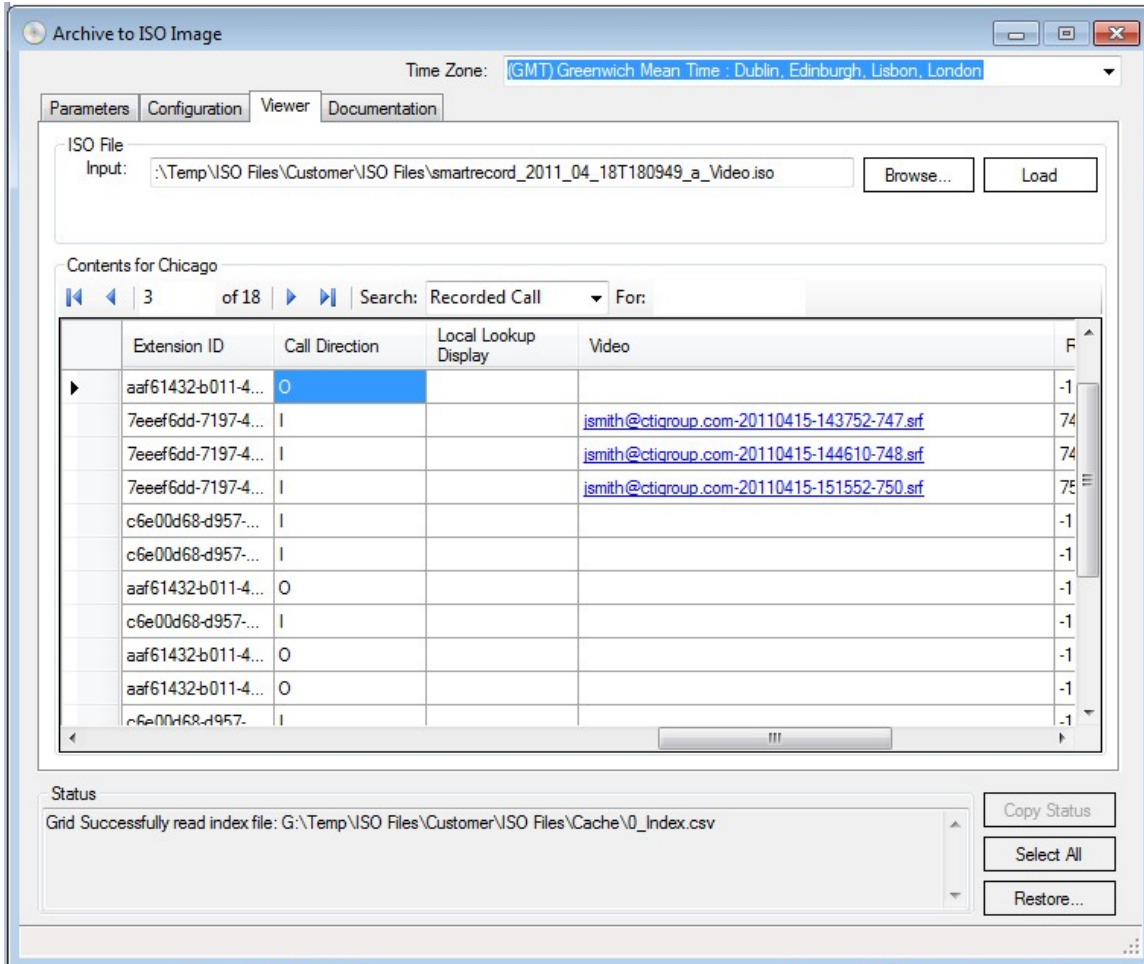 Archive to ISO Image
Time Zone: (GMT) Greenwich Mean Time : Dublin, Edinburgh, Lisbon, London
Parameters Configuration Viewer Documentation
ISO File
Input: :\Temp\ISO Files\Customer\ISO Files\smartrecord_2011_04_18T180949_a_Video.iso Browse... Load
Contents for Chicago
3 of 18 Search: Recorded Call For:
Extension ID Call Direction Local Lookup Display Video R
aaf61432-b011-4... O -1
7eeef6dd-7197-4... I jsmith@ctigroup.com-20110415-143752-747.srf 74
7eeef6dd-7197-4... I jsmith@ctigroup.com-20110415-144610-748.srf 74
7eeef6dd-7197-4... I jsmith@ctigroup.com-20110415-151552-750.srf 75
c6e00d68-d957-... I -1
c6e00d68-d957-... I -1
aaf61432-b011-4... O -1
c6e00d68-d957-... I -1
aaf61432-b011-4... O -1
aaf61432-b011-4... O -1
c6e00d68-d957- I -1
Status
Grid Successfully read index file: G:\Temp\ISO Files\Customer\ISO Files\Cache\0_Index.csv
Copy Status
Select All
Restore...